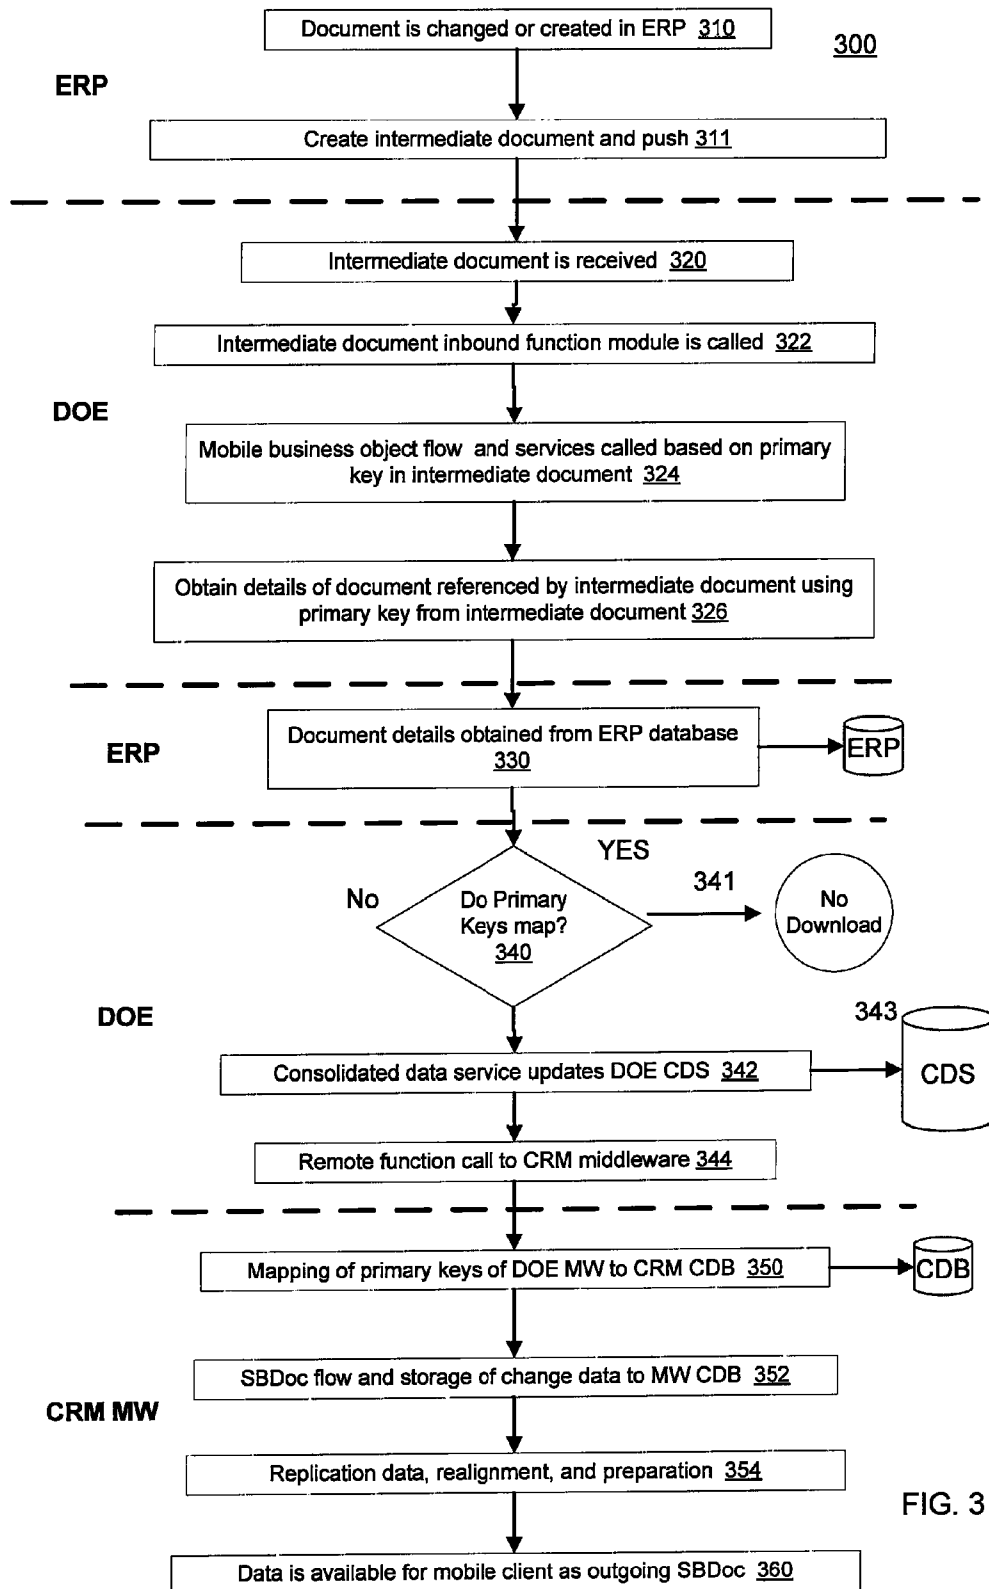 Document is changed or created in ERP 310
300
ERP
Create intermediate document and push 311
Intermediate document is received 320
Intermediate document inbound function module is called 322
DOE
Mobile business object flow and services called based on primary
key in intermediate document 324
Obtain details of document referenced by intermediate document using
primary key from intermediate document 326
ERP
Document details obtained from ERP database
330
ERP
YES
No
Do Primary
Keys map?
340
341
No
Download
DOE
343
Consolidated data service updates DOE CDS 342
CDS
Remote function call to CRM middleware 344
Mapping of primary keys of DOE MW to CRM CDB 350
CDB
SBDoc flow and storage of change data to MW CDB 352
CRM MW
Replication data, realignment, and preparation 354
FIG. 3
Data is available for mobile client as outgoing SBDoc 360